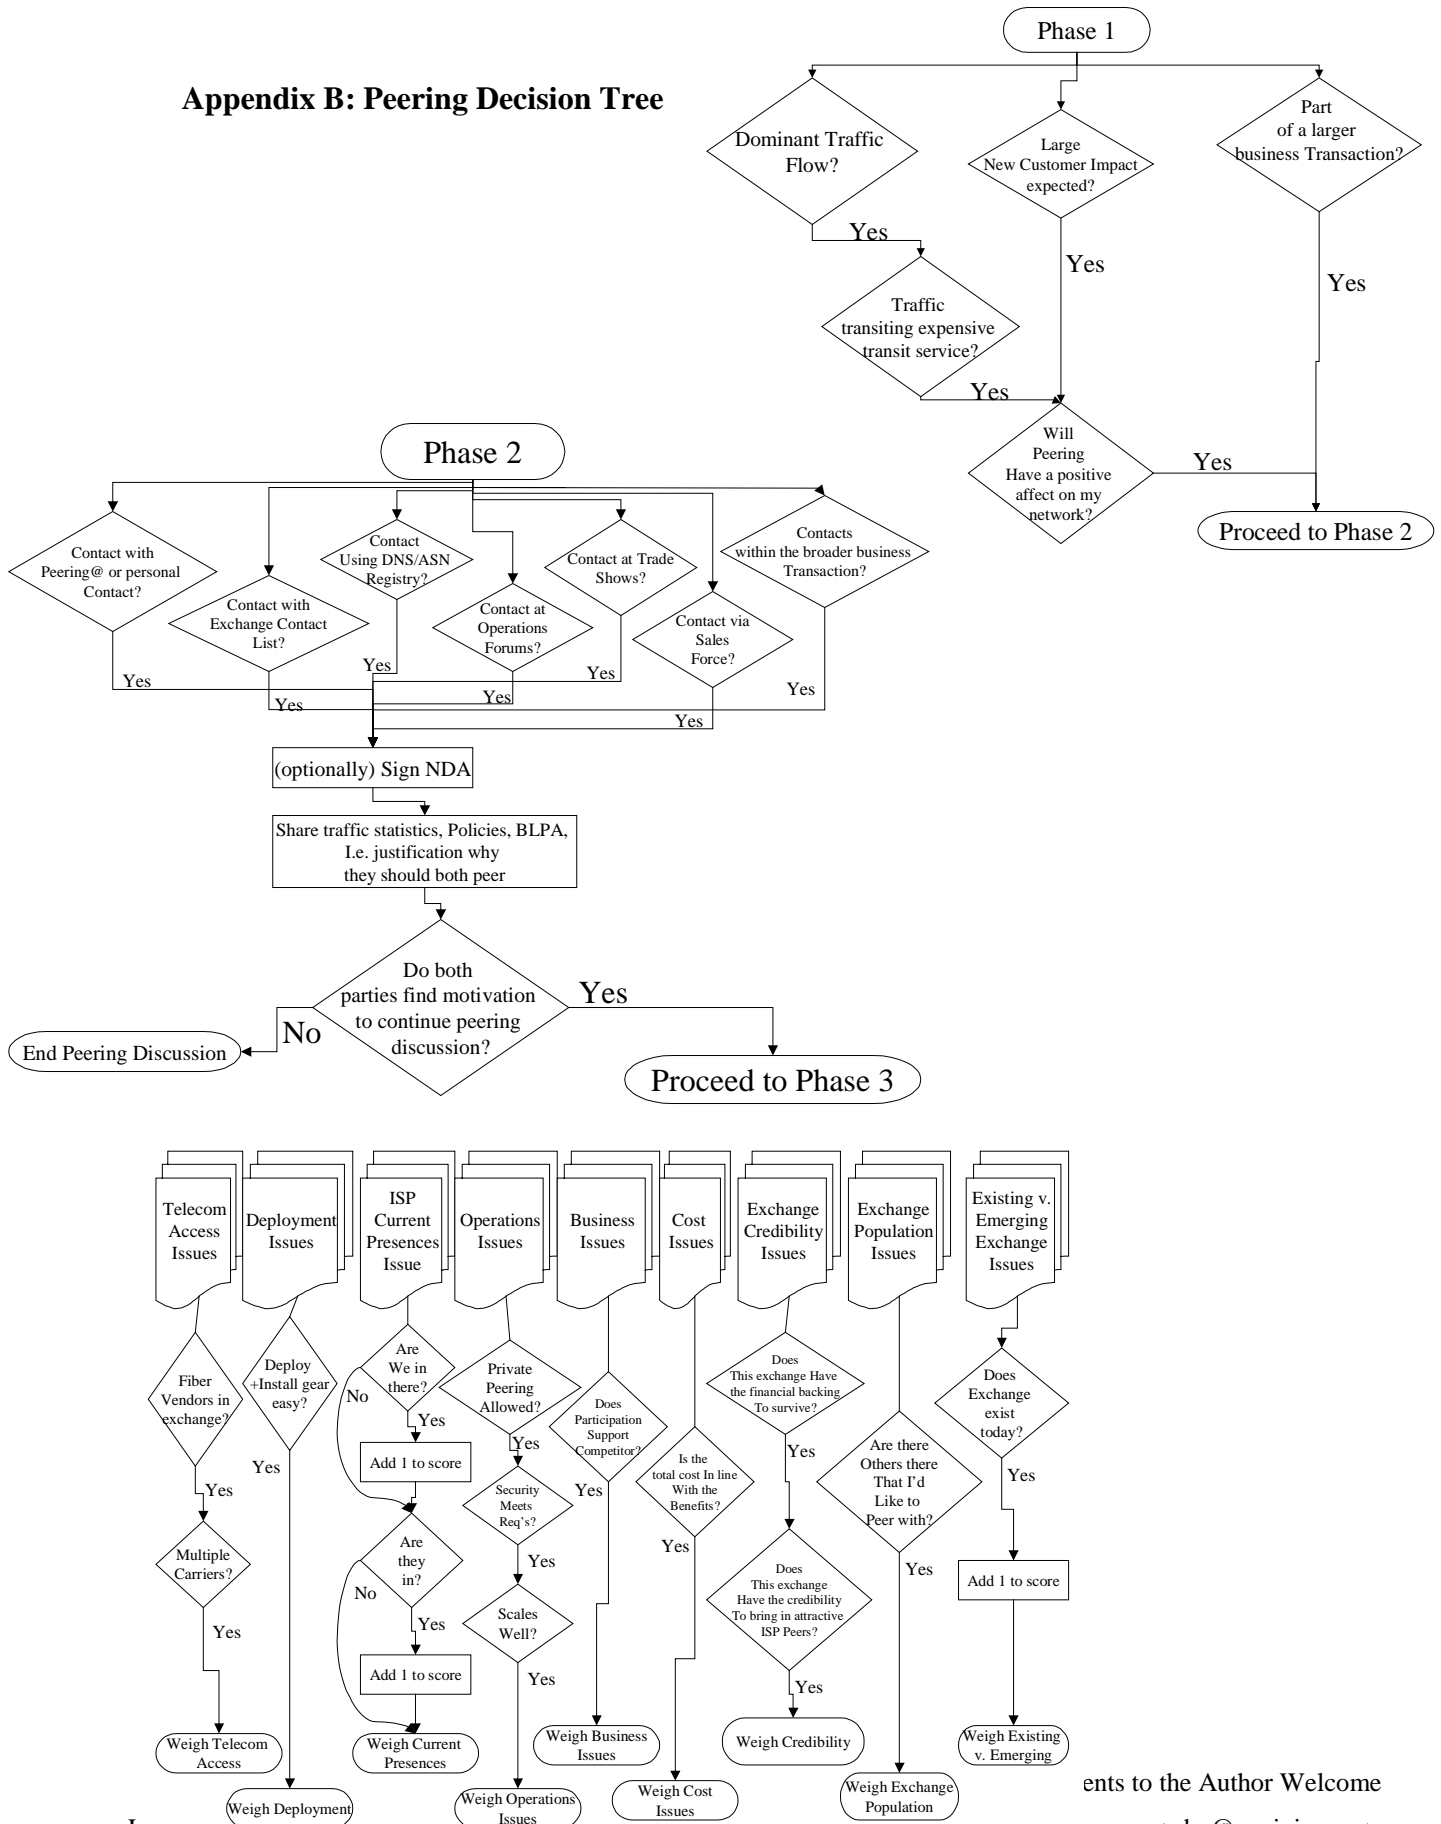 Phase 1
Appendix B: Peering Decision Tree
Dominant Traffic
Flow?
Large
New Customer Impact
expected?
Part
of a larger
business Transaction?
Yes
Yes
Yes
Traffic
transiting expensive
transit service?
Yes
Will
Peering
Have a positive
affect on my
network?
Yes
Proceed to Phase 2
Phase 2
Contact with
Peering@ or personal
Contact?
Contact with
Exchange Contact
List?
Contact
Using DNS/ASN
Registry?
Contact at
Operations
Forums?
Contact at Trade
Shows?
Contact via
Sales
Force?
Contacts
within the broader business
Transaction?
Yes
Yes
Yes
Yes
Yes
Yes
Yes
(optionally) Sign NDA
Share traffic statistics, Policies, BLPA,
I.e. justification why
they should both peer
Do both
parties find motivation
to continue peering
discussion?
Yes
No
End Peering Discussion
Proceed to Phase 3
Telecom
Access
Issues
Deployment
Issues
ISP
Current
Presences
Issue
Operations
Issues
Business
Issues
Cost
Issues
Exchange
Credibility
Issues
Exchange
Population
Issues
Existing v.
Emerging
Exchange
Issues
Fiber
Vendors in
exchange?
Yes
Multiple
Carriers?
Yes
Weigh Telecom
Access
Deploy
+Install gear
easy?
Yes
Weigh Deployment
Are
We in
there?
No
Yes
Add 1 to score
Are
they
in?
No
Yes
Add 1 to score
Weigh Current
Presences
Private
Peering
Allowed?
Yes
Security
Meets
Req's?
Yes
Scales
Well?
Yes
Weigh Operations
Issues
Does
Participation
Support
Competitor?
Yes
Weigh Business
Issues
Is the
total cost In line
With the
Benefits?
Yes
Weigh Cost
Issues
Does
This exchange Have
the financial backing
To survive?
Yes
Does
This exchange
Have the credibility
To bring in attractive
ISP Peers?
Yes
Weigh Credibility
Are there
Others there
That I'd
Like to
Peer with?
Yes
Weigh Exchange
Population
Does
Exchange
exist
today?
Yes
Add 1 to score
Weigh Existing
v. Emerging
ents to the Author Welcome